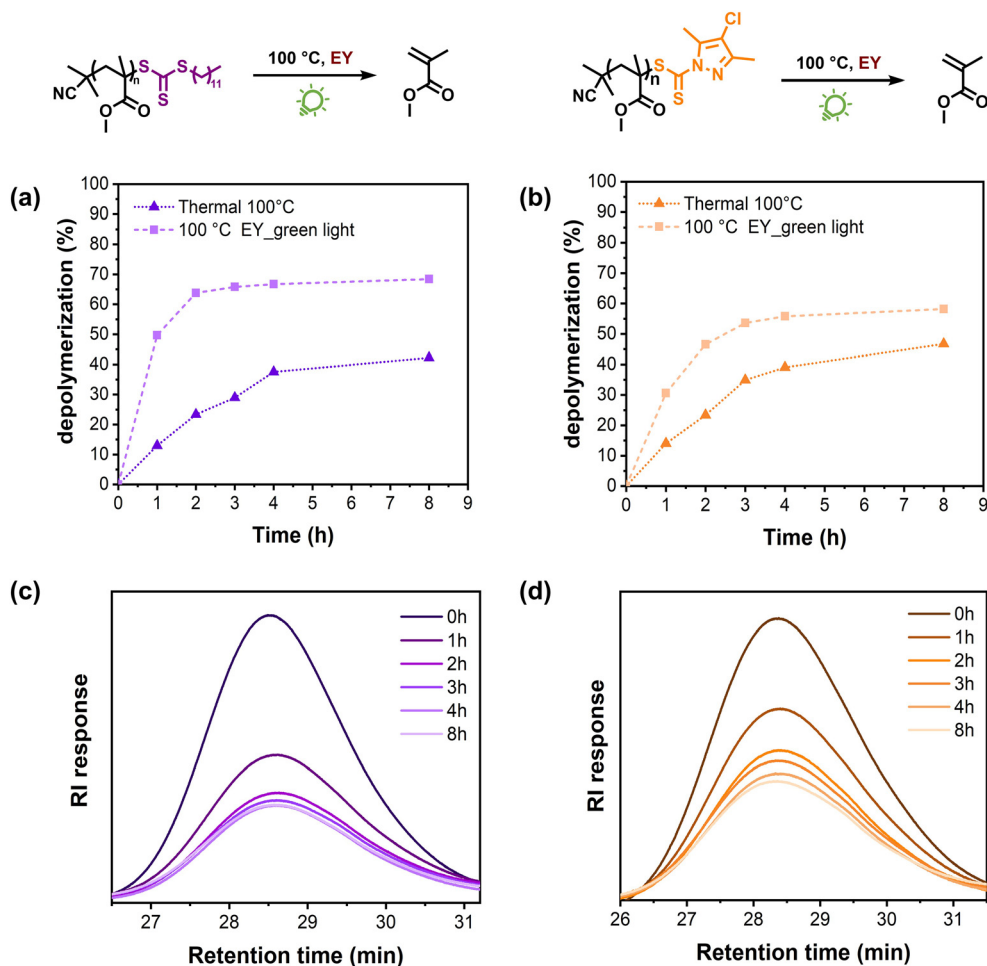 NC
n
S
S
S
11
O
O
100 °C, EY
O
O
NC
n
S
S
N
N
Cl
O
O
100 °C, EY
O
O
(a)
100
90
80
70
60
50
40
30
20
10
0
depolymerization (%)
Thermal 100°C
100 °C EY_green light
0 1 2 3 4 5 6 7 8 9
Time (h)
(b)
100
90
80
70
60
50
40
30
20
10
0
depolymerization (%)
Thermal 100°C
100 °C EY_green light
0 1 2 3 4 5 6 7 8 9
Time (h)
(c)
RI response
0h
1h
2h
3h
4h
8h
27 28 29 30 31
Retention time (min)
(d)
RI response
0h
1h
2h
3h
4h
8h
26 27 28 29 30 31
Retention time (min)